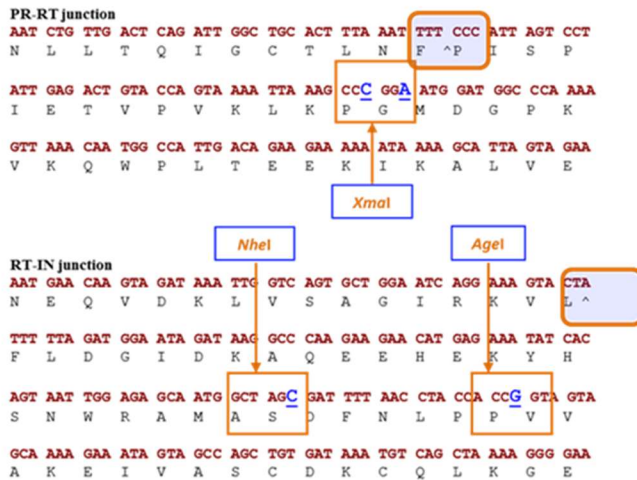 PR-RT junction
AAT CTG TTG ACT CAG ATT GGC TGC ACT TTA AAT TTT CCC ATT AGT CCT
N L L T Q I G C T L N F ^P I S P
ATT GAG ACT GTA CCA GTA AAA TTA AAG CCC GGA ATG GAT GGC CCA AAA
I E T V P V K L K P G M D G P K
GTT AAA CAA TGG CCA TTG ACA GAA GAA AAA ATA AAA GCA TTA GTA GAA
V K Q W P L T E E K I K A L V E
XmaI
NheI AgeI
RT-IN junction
AAT GAA CAA GTA GAT AAA TTG GTC AGT GCT GGA ATC AGG AAA GTA CTA
N E Q V D K L V S A G I R K V L ^
TTT TTA GAT GGA ATA GAT AAG GCC CAA GAA GAA CAT GAG AAA TAT CAC
F L D G I D K A Q E E H E K Y H
AGT AAT TGG AGA GCA ATG GCT AGC GAT TTT AAC CTA CCA CCG GTA GTA
S N W R A M A S D F N L P P V V
GCA AAA GAA ATA GTA GCC AGC TGT GAT AAA TGT CAG CTA AAA GGG GAA
A K E I V A S C D K C Q L K G E